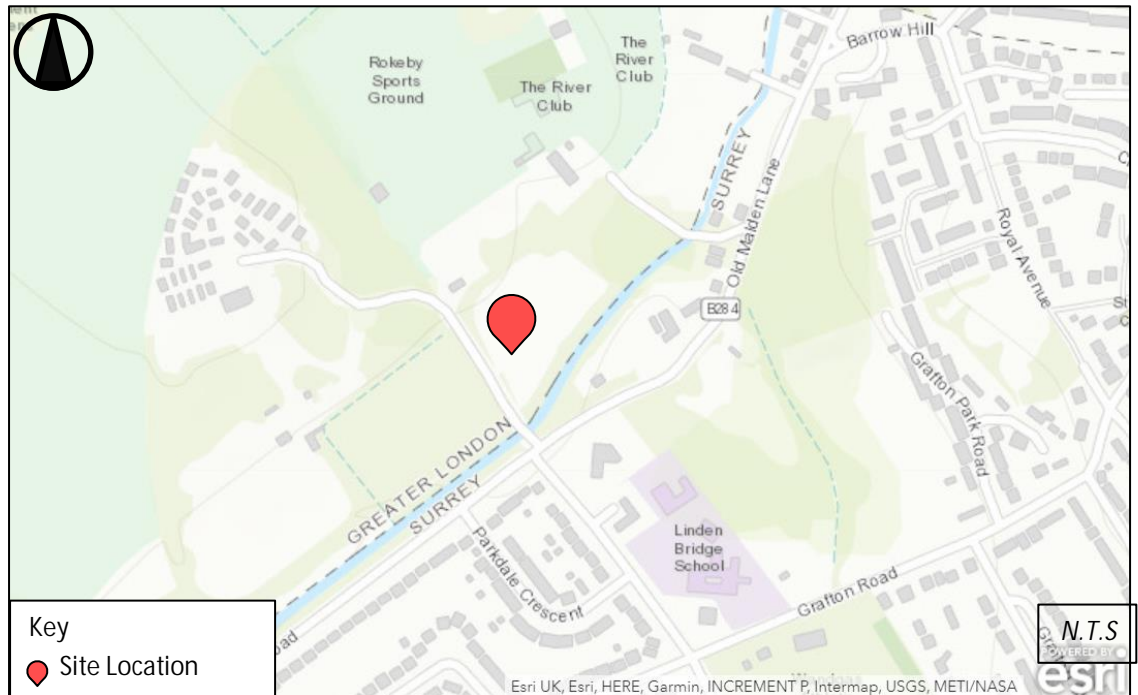 Barrow Hill
The
River
Club
Rokeby
Sports
Ground
The River
Club
SURREY
Old Malden Lane
Royal Avenue
B284
Grafton Park Road
GREATER LONDON
SURREY
Linden
Bridge
School
Parkdale Crescent
Grafton Road
Key
Site Location
N.T.S
POWERED BY
esri
Esri UK, Esri, HERE, Garmin, INCREMENT P, Intermap, USGS, METI/NASA